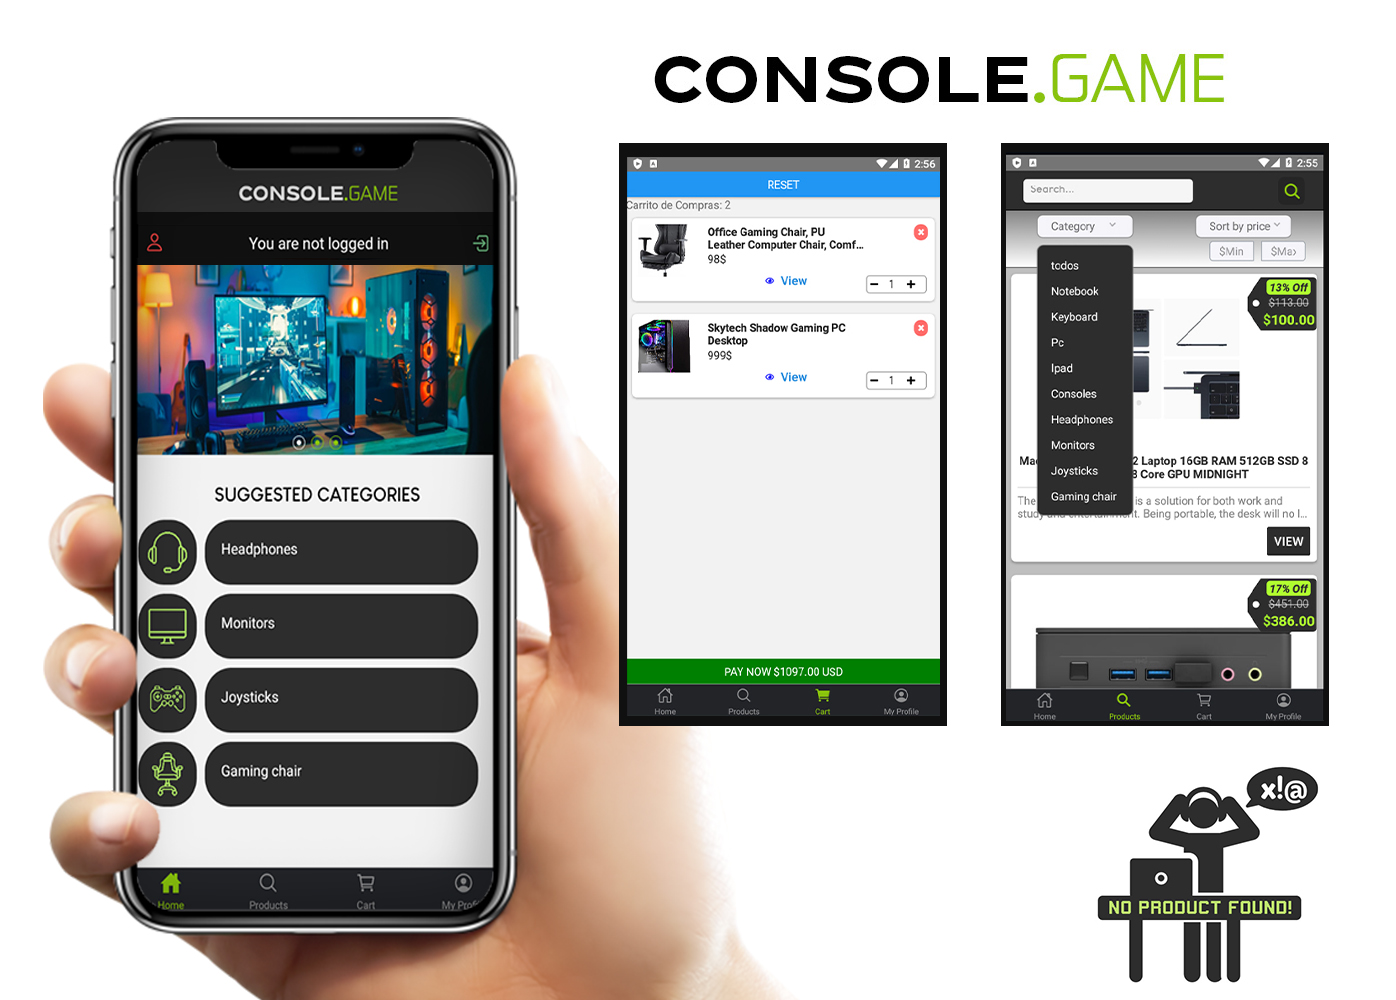 CONSOLE.GAME
CONSOLE.GAME
You are not logged in
SUGGESTED CATEGORIES
Headphones
Monitors
Joysticks
Gaming chair
Home
Products
Cart
My Prof
2:56
RESET
Carrito de Compras: 2
Office Gaming Chair, PU
Leather Computer Chair, Comf...
98$
View
− 1 +
Skytech Shadow Gaming PC
Desktop
999$
View
− 1 +
PAY NOW $1097.00 USD
Home
Products
Cart
My Profile
2:55
Search...
Category
Sort by price
$Min
$Max
todos
Notebook
Keyboard
Pc
Ipad
Consoles
Headphones
Monitors
Joysticks
Gaming chair
13% Off
$113.00
$100.00
2 Laptop 16GB RAM 512GB SSD 8
Core GPU MIDNIGHT
The is a solution for both work and
study and entertainment. Being portable, the desk will no l...
VIEW
17% Off
$451.00
$386.00
Home
Products
Cart
My Profile
x!@
NO PRODUCT FOUND!